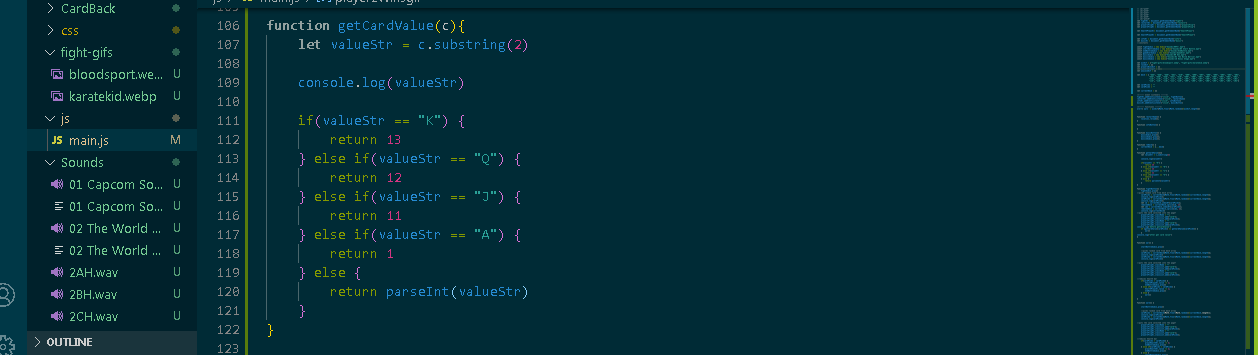 CardBack
css
fight-gifs
bloodsport.we... U
karatekid.webp U
js
JS main.js M
Sounds
01 Capcom So... U
01 Capcom So... U
02 The World ... U
02 The World ... U
2AH.wav U
2BH.wav U
2CH.wav U
OUTLINE
106 function getCardValue(c){
107 let valueStr = c.substring(2)
108
109 console.log(valueStr)
110
111 if(valueStr == "K") {
112 return 13
113 } else if(valueStr == "Q") {
114 return 12
115 } else if(valueStr == "J") {
116 return 11
117 } else if(valueStr == "A") {
118 return 1
119 } else {
120 return parseInt(valueStr)
121 }
122 }
123